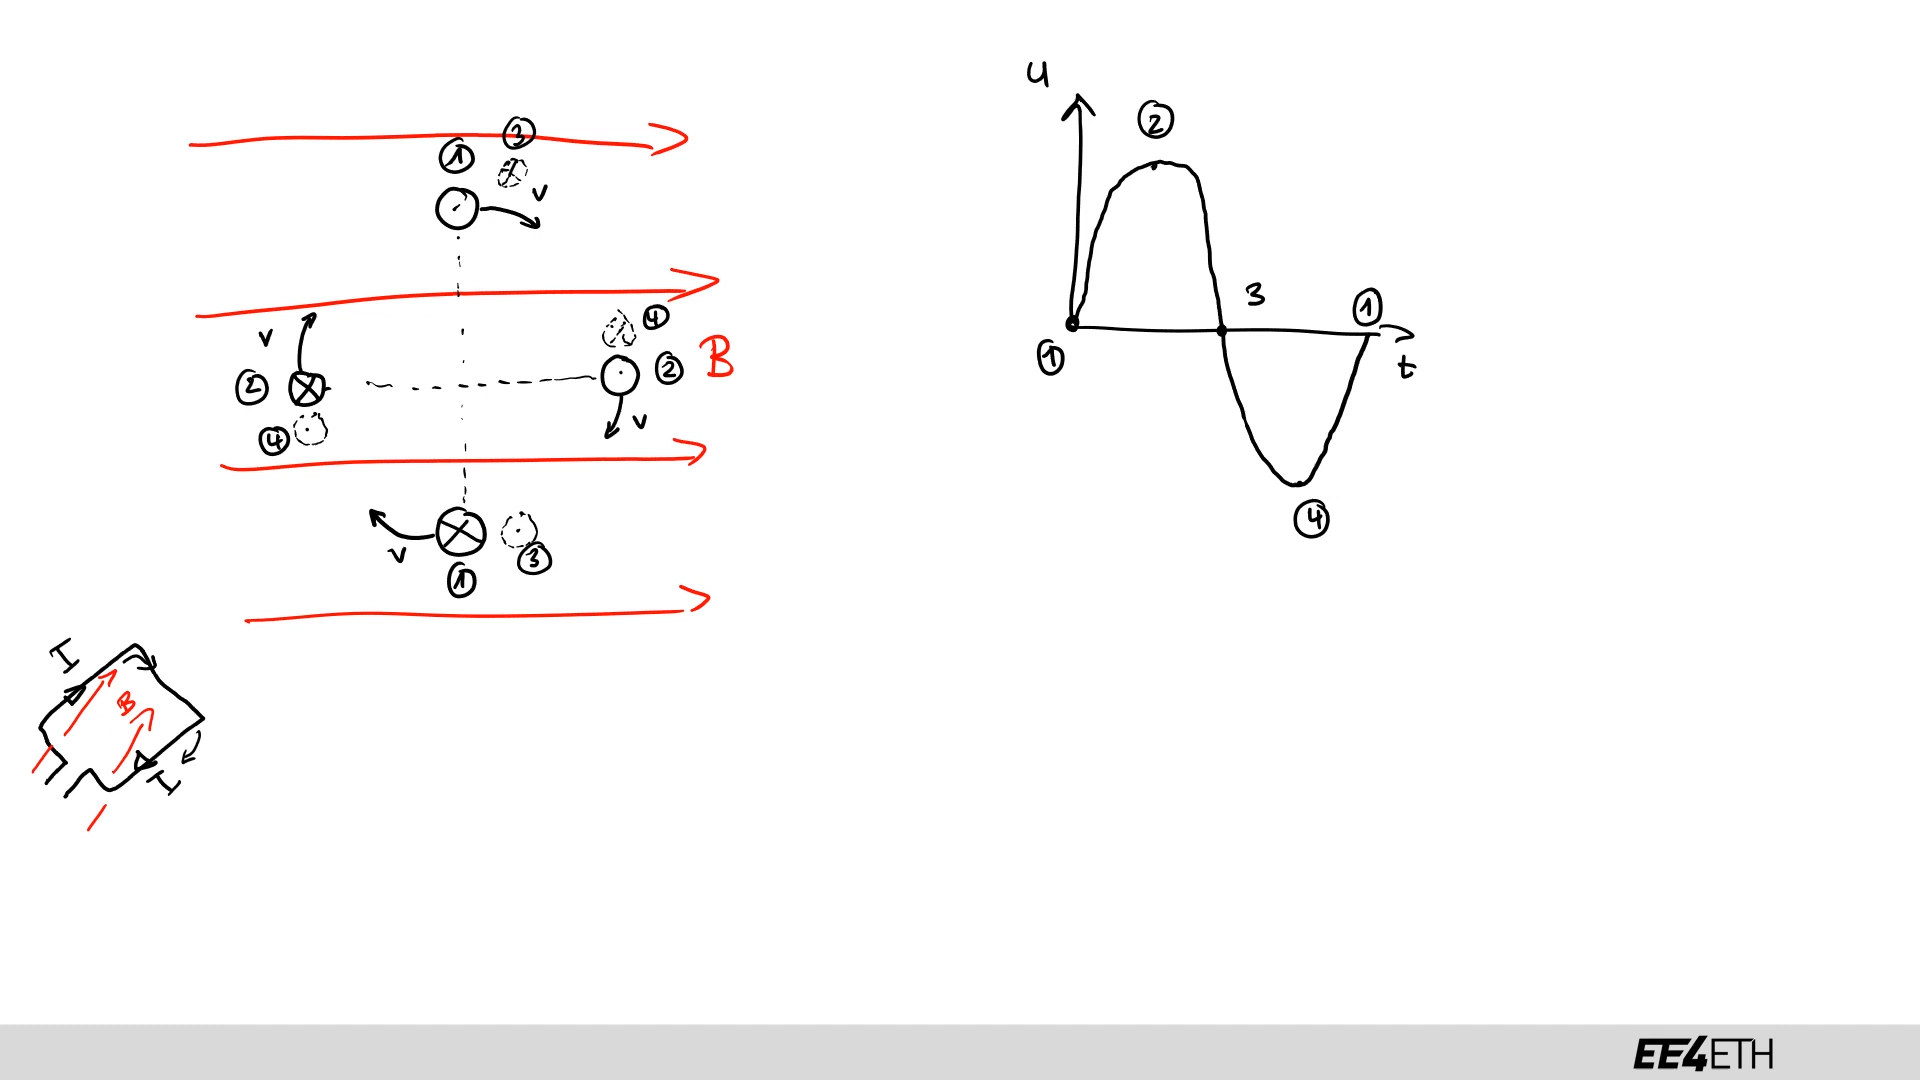 u
②
③
①
v
3
①
v
④
②
B
②
①
t
④
v
④
v
③
①
I
B
I
EE4ETH